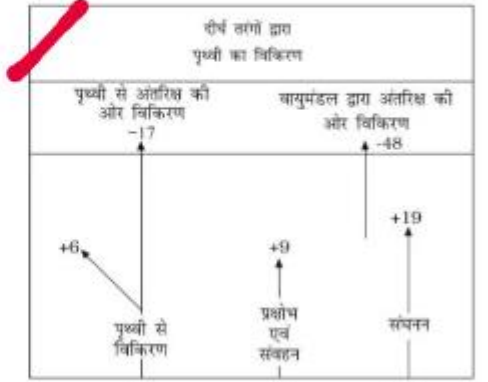 दीर्घ तरंगों द्वारा
पृथ्वी का विकिरण
पृथ्वी से अंतरिक्ष की
ओर विकिरण
-17
वायुमंडल द्वारा अंतरिक्ष की
ओर विकिरण
-48
+6
+9
+19
पृथ्वी से
विकिरण
प्रक्षोभ
एवं
संवहन
संघनन